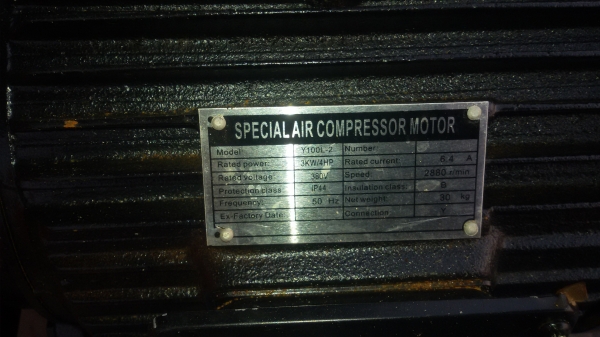 SPECIAL AIR COMPRESSOR MOTOR
Model: Y100L-2 Number:
Rated power: 3KW/4HP Rated current: 6.4 A
Rated voltage: 380V Speed: 2880 r/min
Protection class: IP44 Insulation class: B
Frequency: 50 Hz Net weight: 30 kg
Ex-Factory Date: Connection: Y